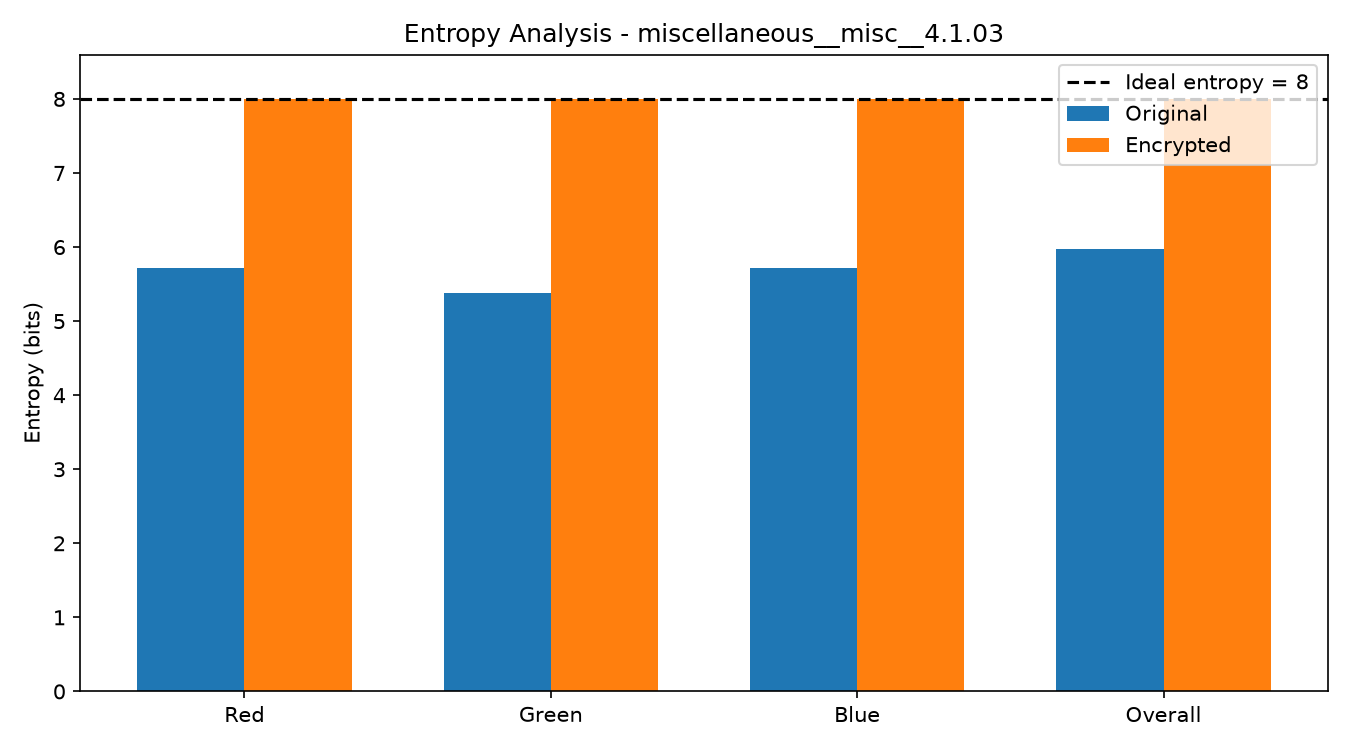 Entropy Analysis - miscellaneous__misc__4.1.03
Ideal entropy = 8
Original
Encrypted
Entropy (bits)
8
7
6
5
4
3
2
1
0
Red Green Blue Overall